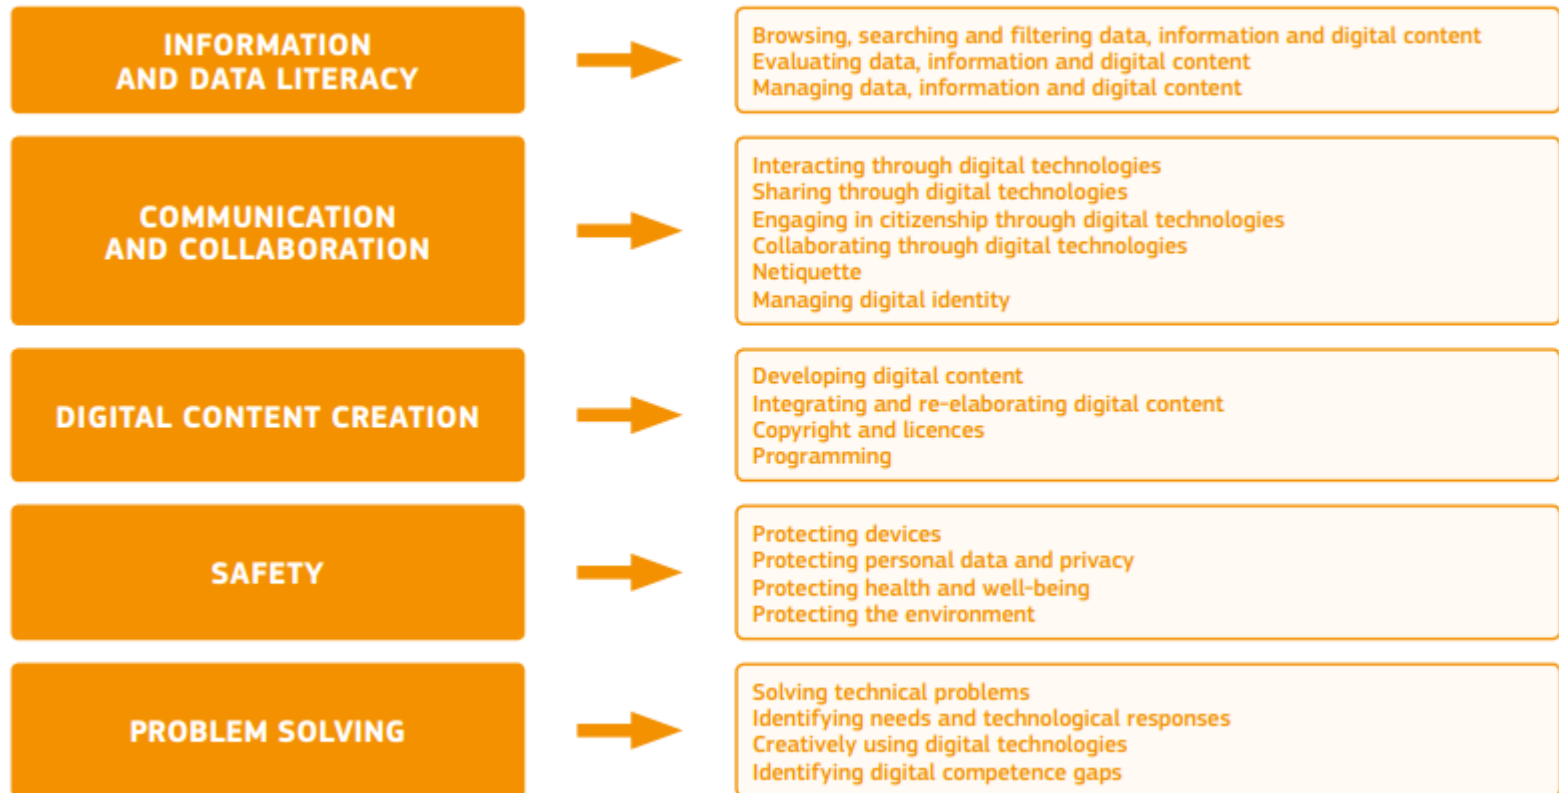 INFORMATION
AND DATA LITERACY
Browsing, searching and filtering data, information and digital content
Evaluating data, information and digital content
Managing data, information and digital content
COMMUNICATION
AND COLLABORATION
Interacting through digital technologies
Sharing through digital technologies
Engaging in citizenship through digital technologies
Collaborating through digital technologies
Netiquette
Managing digital identity
DIGITAL CONTENT CREATION
Developing digital content
Integrating and re-elaborating digital content
Copyright and licences
Programming
SAFETY
Protecting devices
Protecting personal data and privacy
Protecting health and well-being
Protecting the environment
PROBLEM SOLVING
Solving technical problems
Identifying needs and technological responses
Creatively using digital technologies
Identifying digital competence gaps